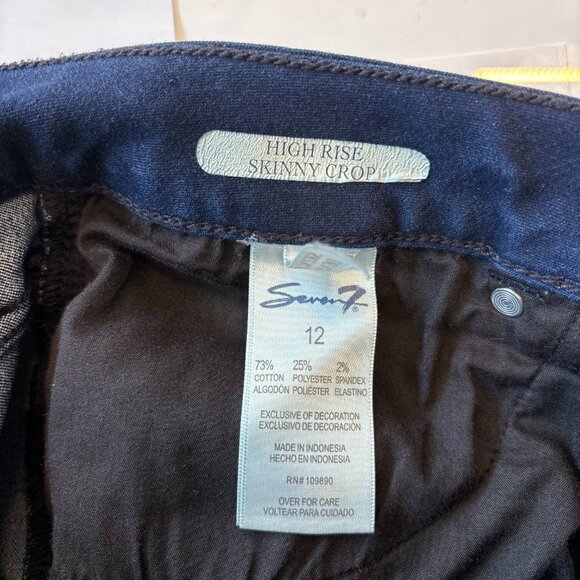 HIGH RISE
SKINNY CROP
Seven7®
12
73% 25% 2%
COTTON POLYESTER SPANDEX
ALGODÓN POLIÉSTER ELASTINO
EXCLUSIVE OF DECORATION
EXCLUSIVO DE DECORACIÓN
MADE IN INDONESIA
HECHO EN INDONESIA
RN# 109890
OVER FOR CARE
VOLTEAR PARA CUIDADO